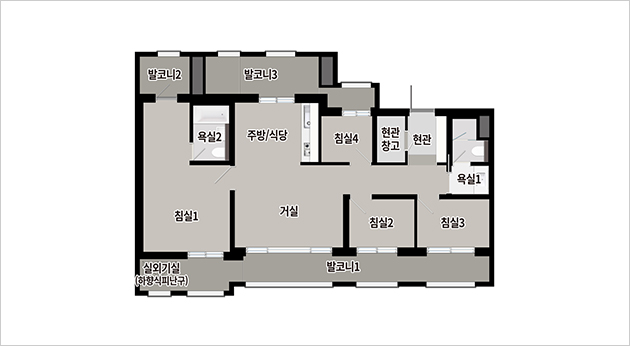 발코니2
발코니3
욕실2
주방/식당
침실4
현관
창고
현관
욕실1
침실1
거실
침실2
침실3
실외기실
(하향식피난구)
발코니1